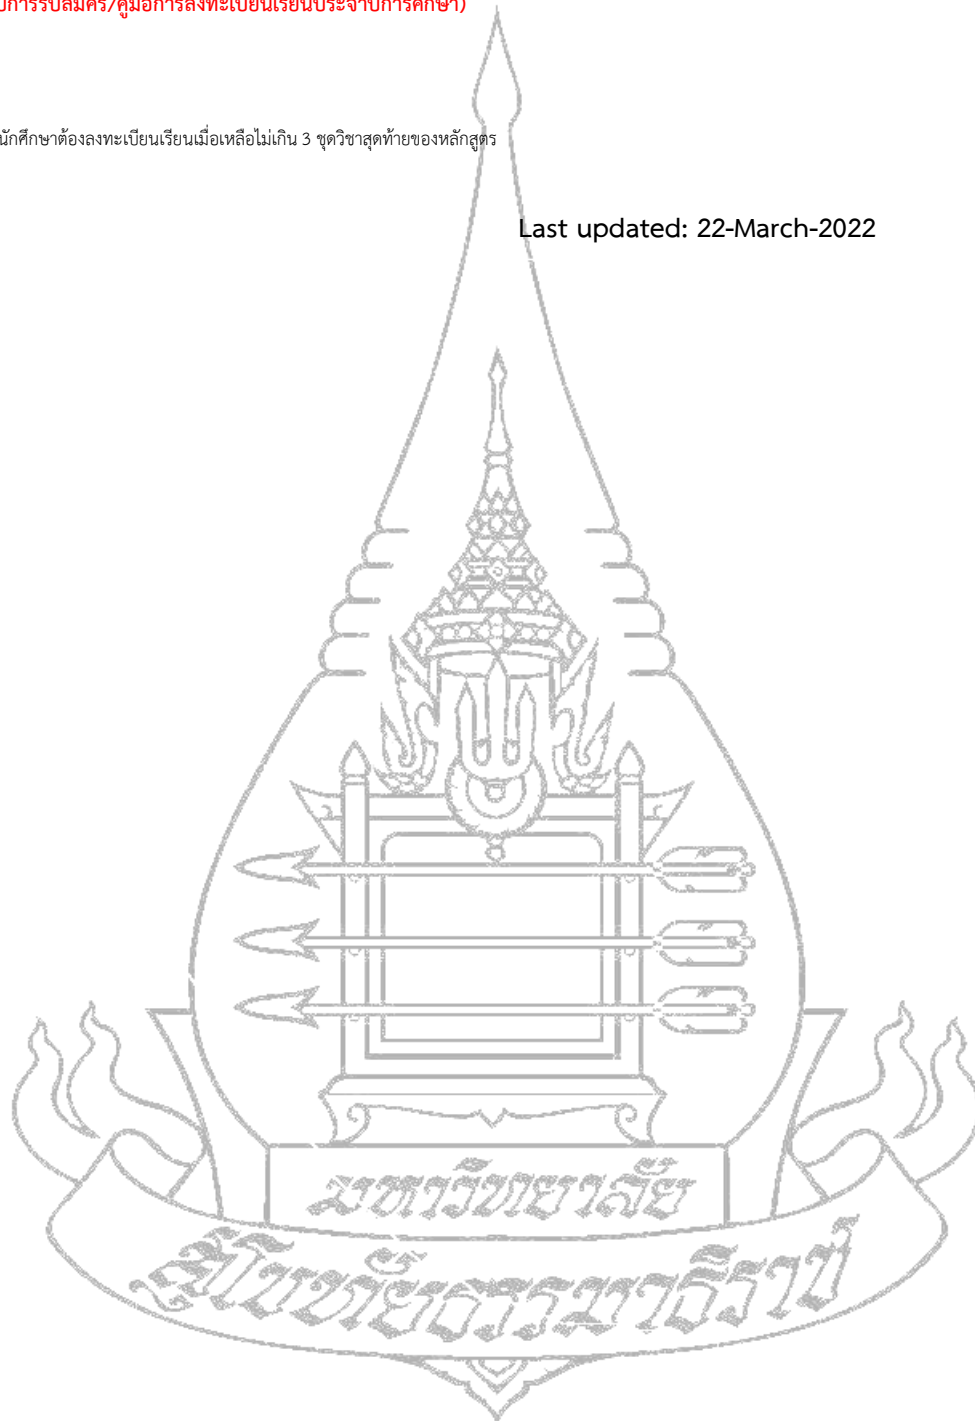 บการรับสมัคร/คู่มือการลงทะเบียนเรียนประจำปีการศึกษา)
นักศึกษาต้องลงทะเบียนเรียนเมื่อเหลือไม่เกิน 3 ชุดวิชาสุดท้ายของหลักสูตร
Last updated: 22-March-2022
มหาวิทยาลัย
สุโขทัยธรรมาธิราช